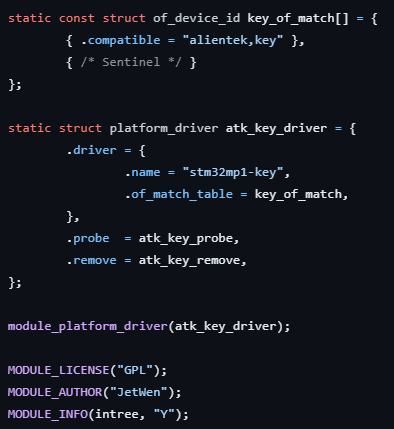 static const struct of_device_id key_of_match[] = {
        { .compatible = "alientek,key" },
        { /* Sentinel */ }
};

static struct platform_driver atk_key_driver = {
        .driver = {
                .name = "stm32mp1-key",
                .of_match_table = key_of_match,
        },
        .probe  = atk_key_probe,
        .remove = atk_key_remove,
};

module_platform_driver(atk_key_driver);

MODULE_LICENSE("GPL");
MODULE_AUTHOR("JetWen");
MODULE_INFO(intree, "Y");